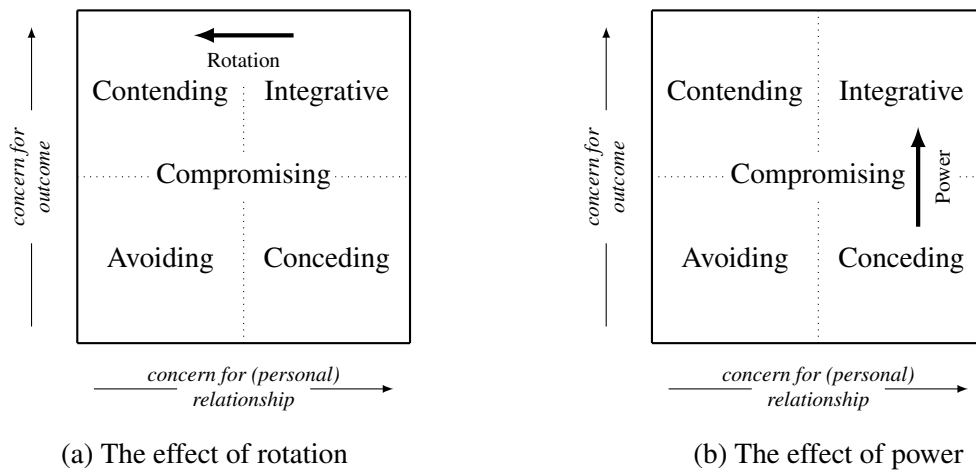 Rotation
Contending Integrative
Compromising
Avoiding Conceding
concern for
outcome
concern for (personal)
relationship
(a) The effect of rotation
Contending Integrative
Compromising
Power
Avoiding Conceding
concern for
outcome
concern for (personal)
relationship
(b) The effect of power